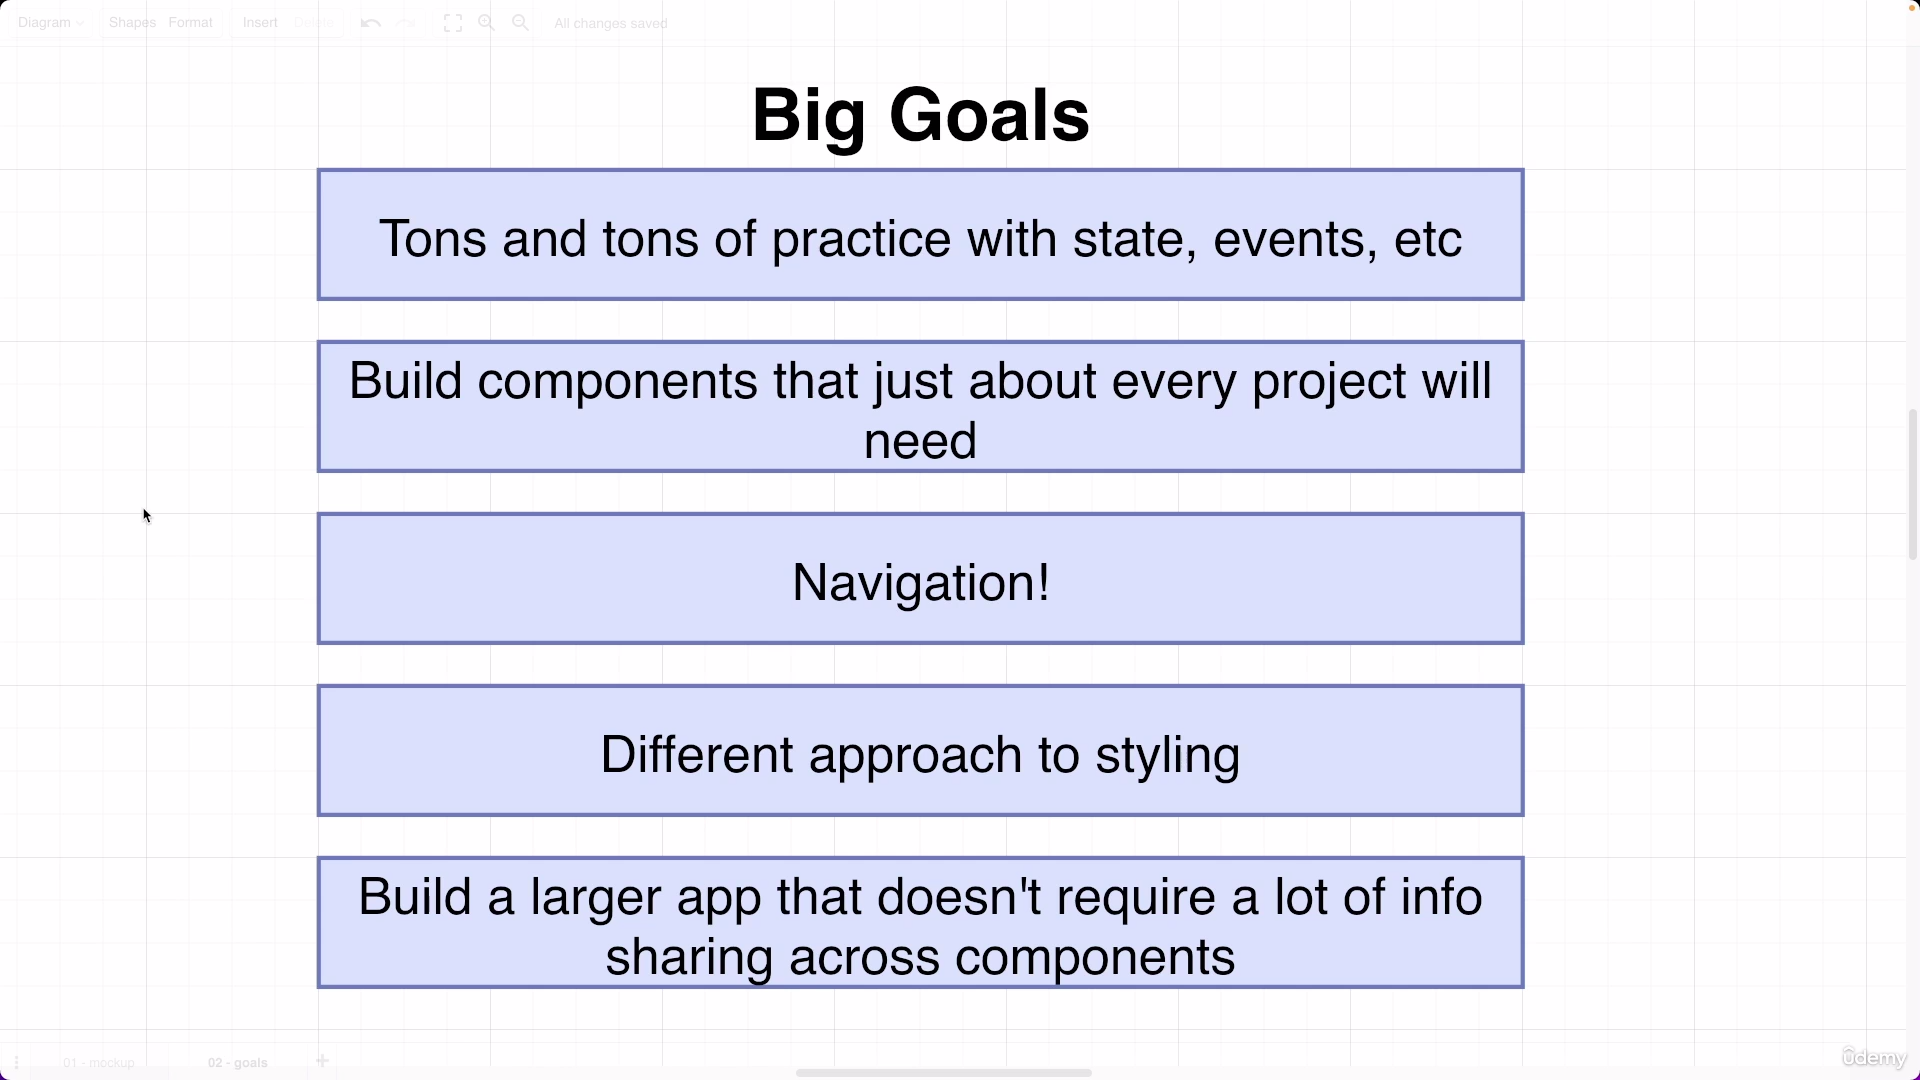 Diagram Shapes Format Insert Delete All changes saved
Big Goals
Tons and tons of practice with state, events, etc
Build components that just about every project will
need
Navigation!
Different approach to styling
Build a larger app that doesn't require a lot of info
sharing across components
01 - mockup 02 - goals
ûdemy